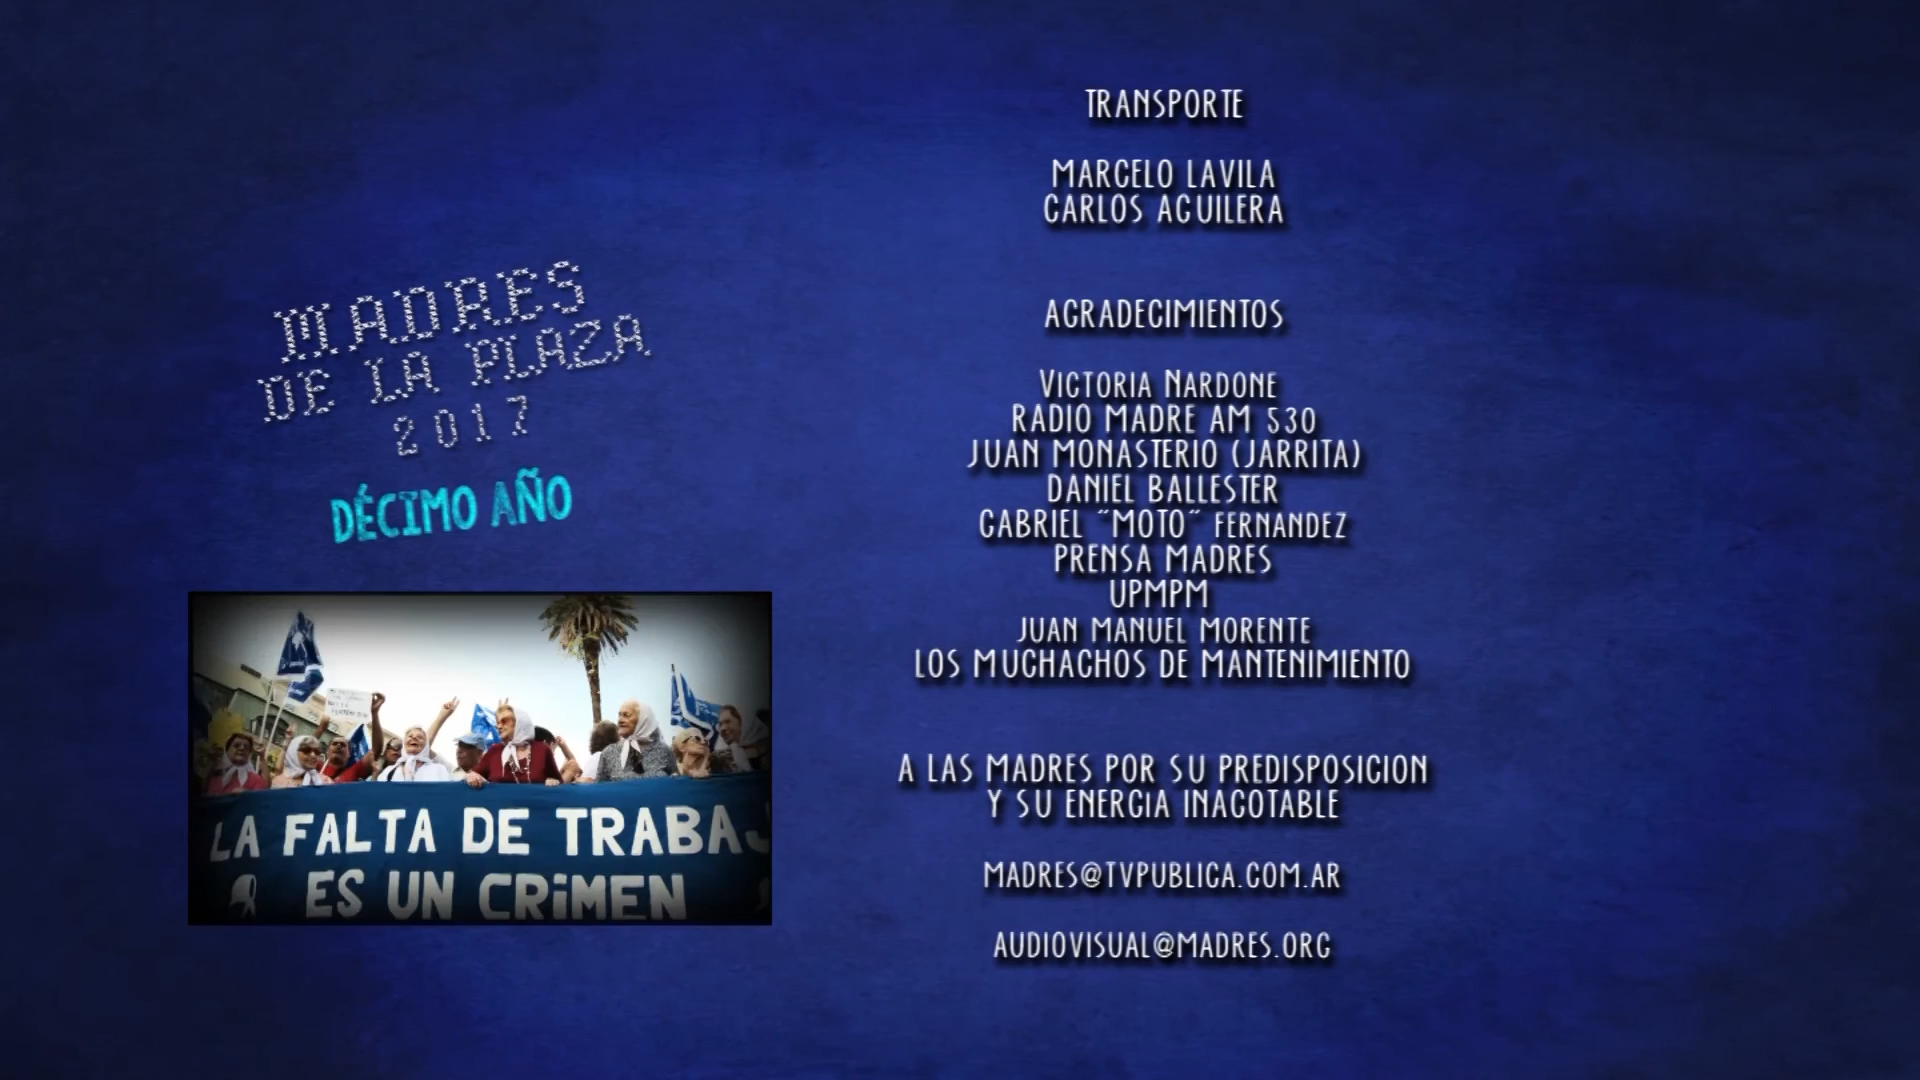 MADRES
DE LA PLAZA
2017
DÉCIMO AÑO
LA FALTA DE TRABAJ
ES UN CRiMEN
TRANSPORTE
MARCELO LAVILA
CARLOS AGUILERA
AGRADECIMIENTOS
VICTORIA NARDONE
RADIO MADRE AM 530
JUAN MONASTERIO (JARRITA)
DANIEL BALLESTER
GABRIEL "MOTO" FERNANDEZ
PRENSA MADRES
UPMPM
JUAN MANUEL MORENTE
LOS MUCHACHOS DE MANTENIMIENTO
A LAS MADRES POR SU PREDISPOSICION
Y SU ENERGIA INAGOTABLE
MADRES@TVPUBLICA.COM.AR
AUDIOVISUAL@MADRES.ORG